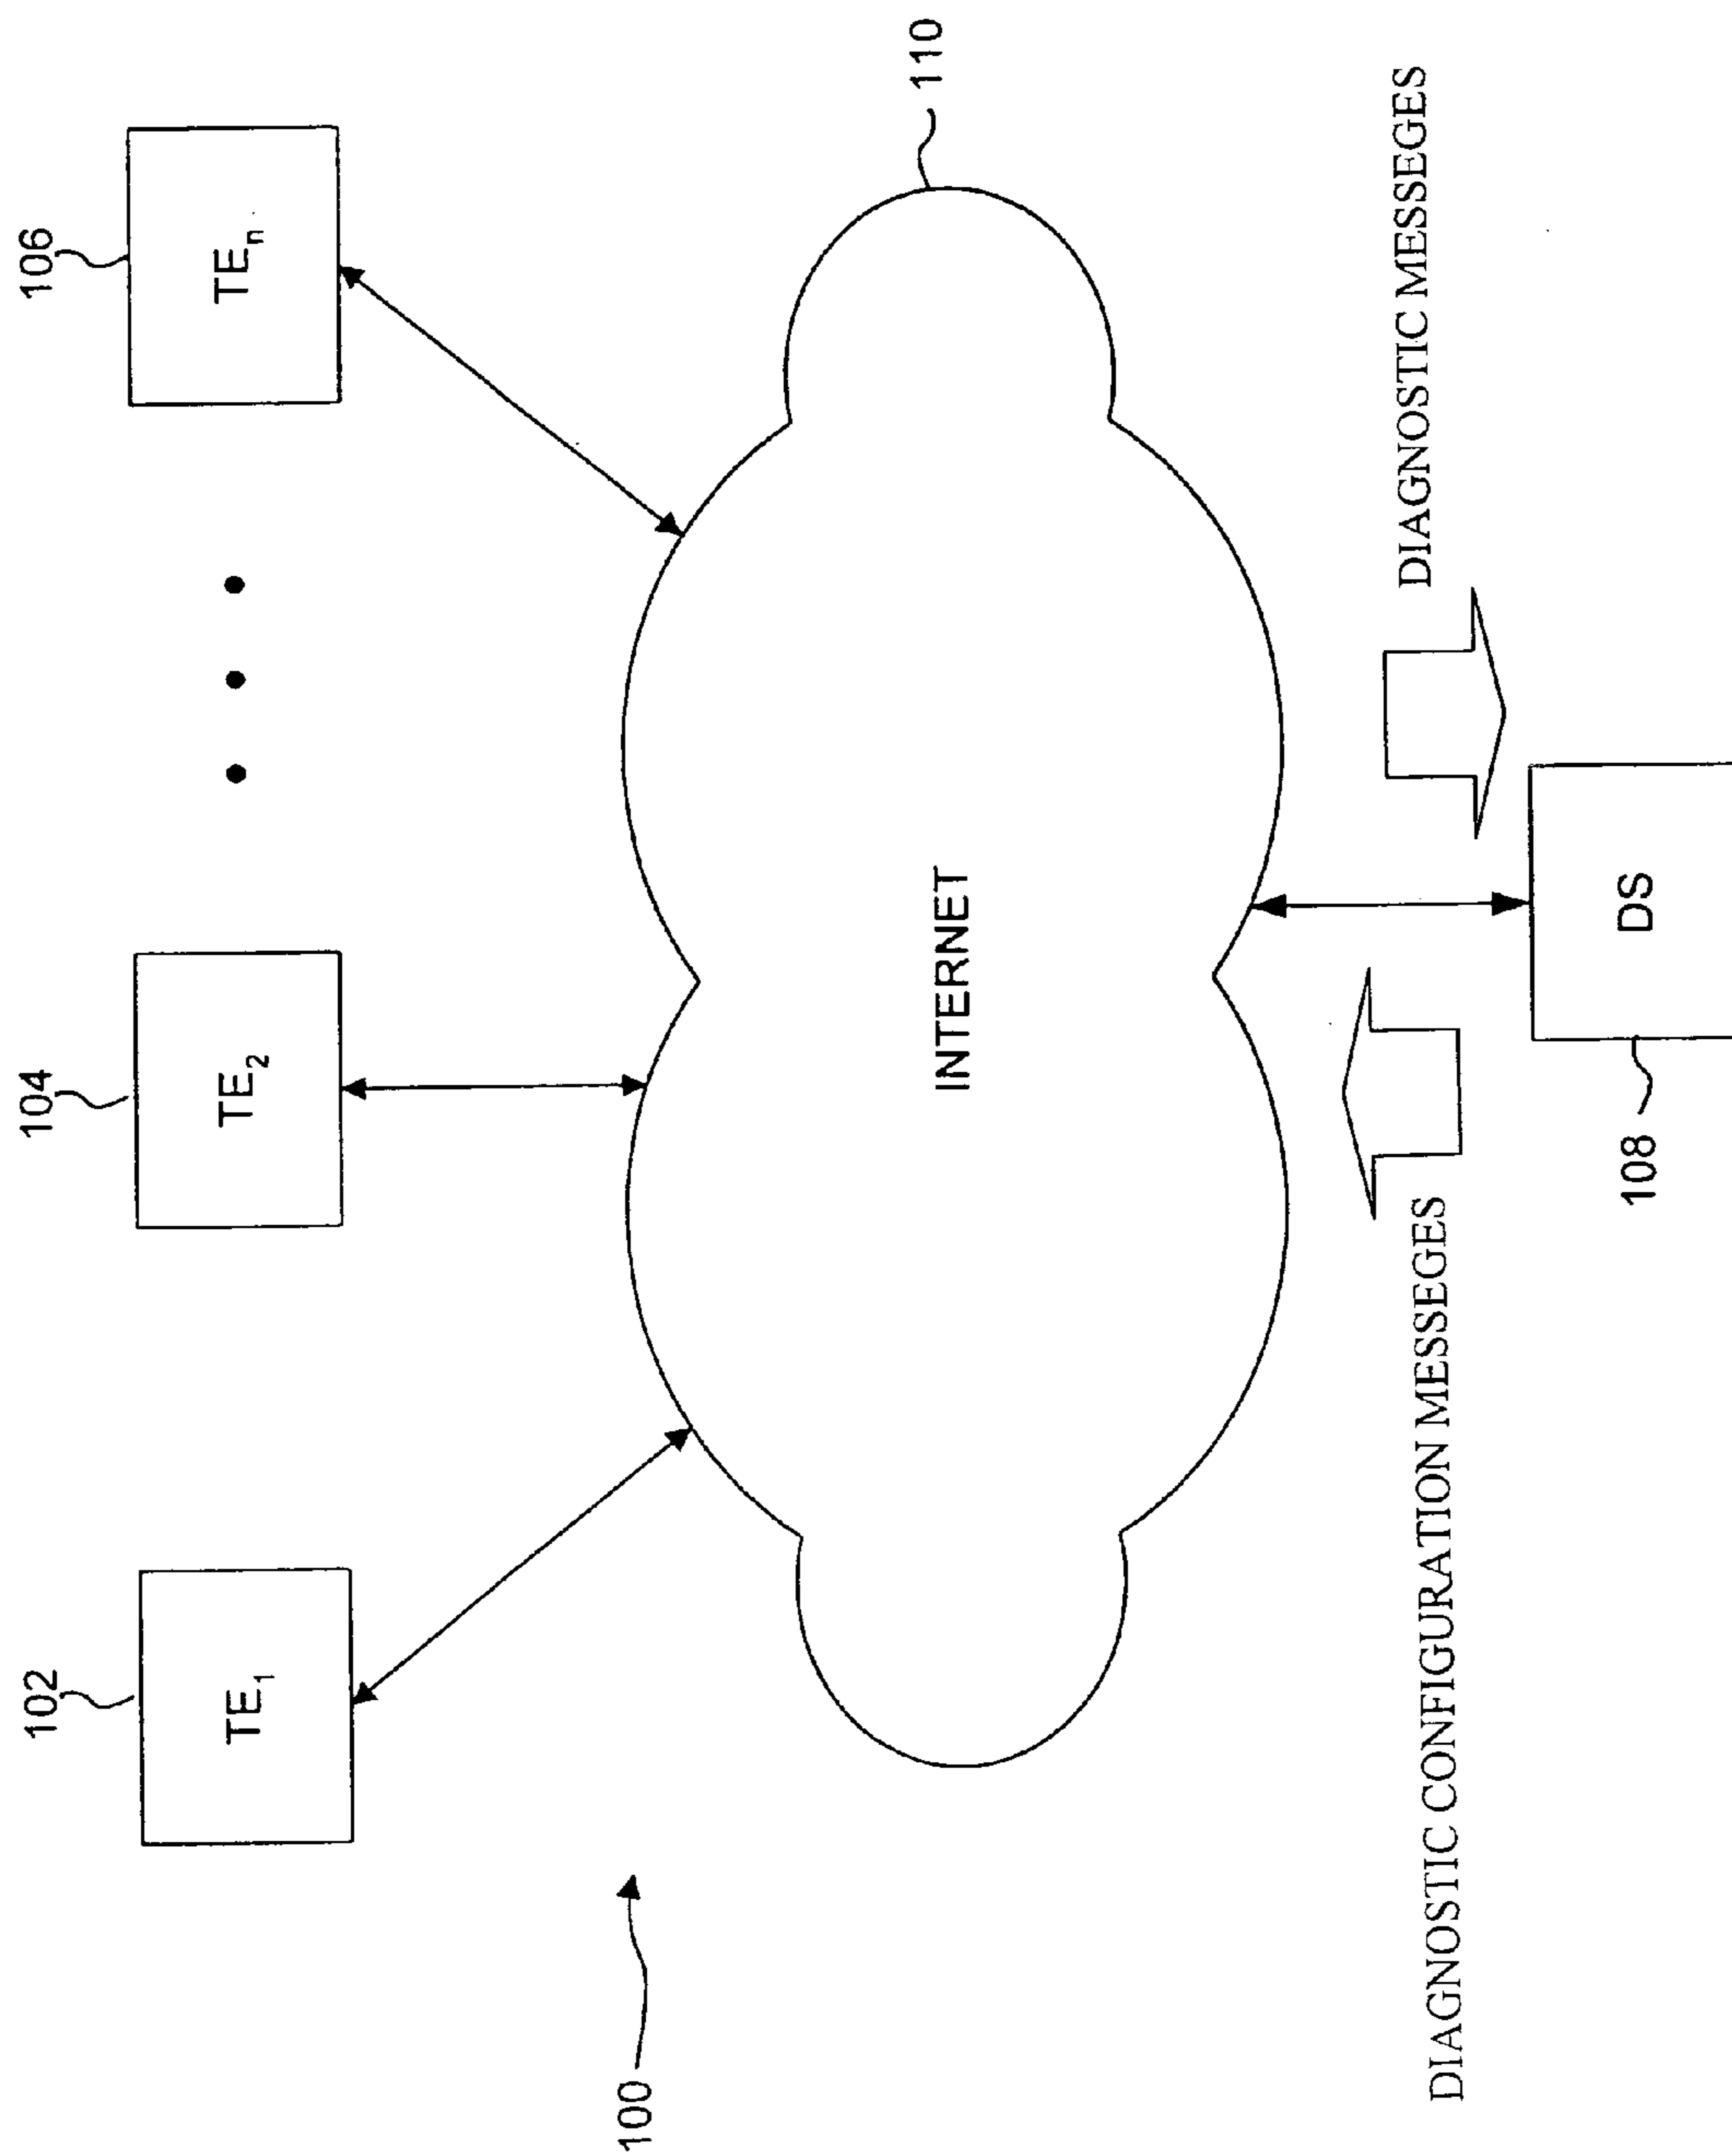 102
104
106
TE1
TE2
TEn
100
INTERNET
110
DIAGNOSTIC CONFIGURATION MESSEGES
DIAGNOSTIC MESSEGES
108
DS